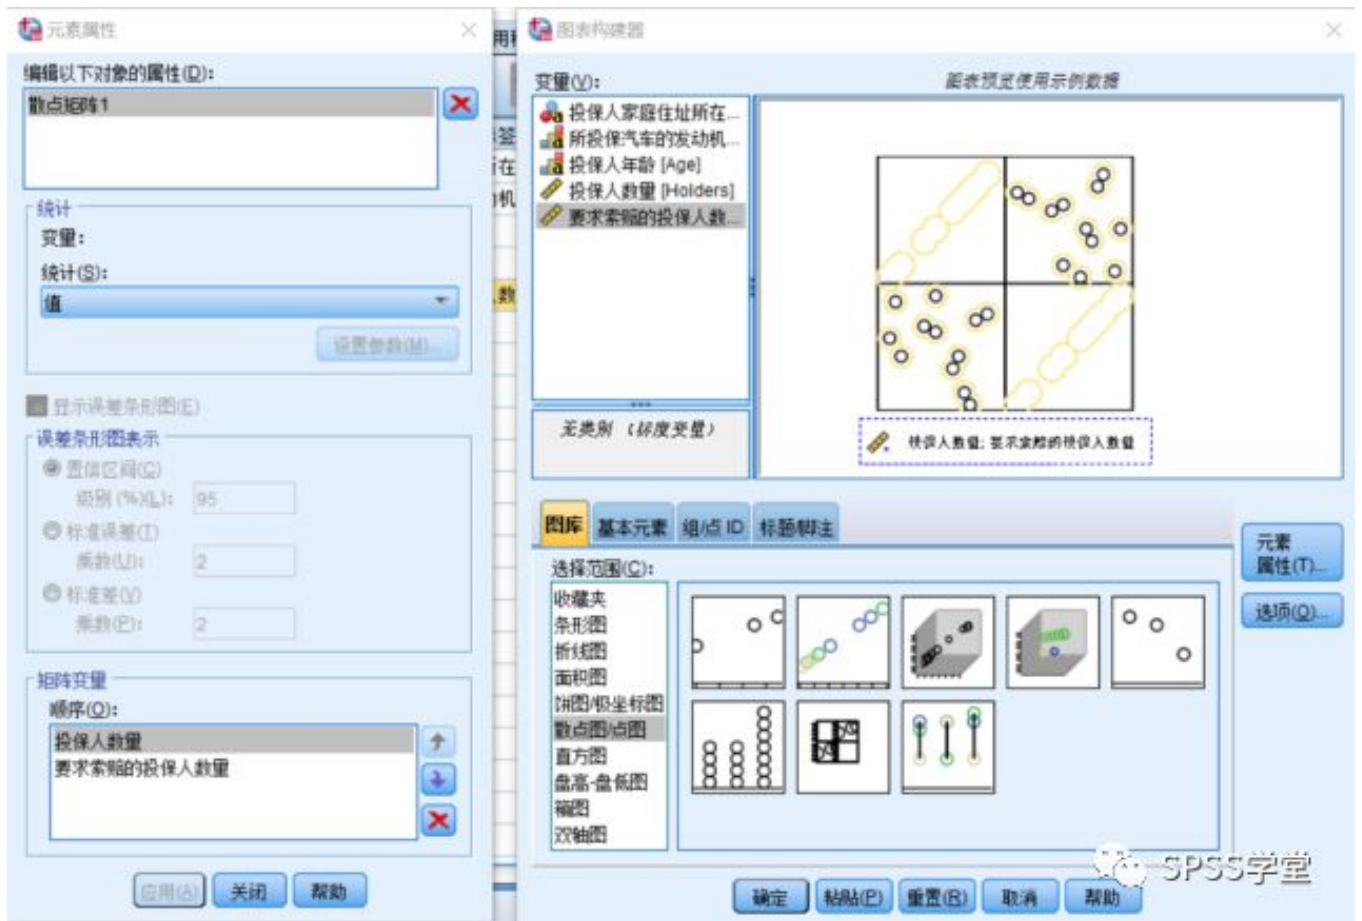 元素属性
编辑以下对象的属性(D):
散点矩阵1
统计
变量:
统计(S):
值
设置参数(M)...
显示误差条形图(E)
误差条形图表示
置信区间(C)
级别 (%)(L): 95
标准误差(T)
乘数(U): 2
标准差(V)
乘数(P): 2
矩阵变量
顺序(O):
投保人数量
要求索赔的投保人数量
应用(A)
关闭
帮助
用
签
所在
机
数
图表构建器
变量(V):
图表预览使用示例数据
投保人家庭住址所在...
所投保汽车的发动机...
投保人年龄 [Age]
投保人数量 [Holders]
要求索赔的投保人数...
无类别 (标度变量)
投保人数量; 要求索赔的投保人数量
图库 基本元素 组/点 ID 标题/脚注
元素
属性(T)...
选项(O)...
选择范围(C):
收藏夹
条形图
折线图
面积图
饼图/极坐标图
散点图/点图
直方图
盘高-盘低图
箱图
双轴图
SPSS学堂
确定 粘贴(P) 重置(R) 取消 帮助